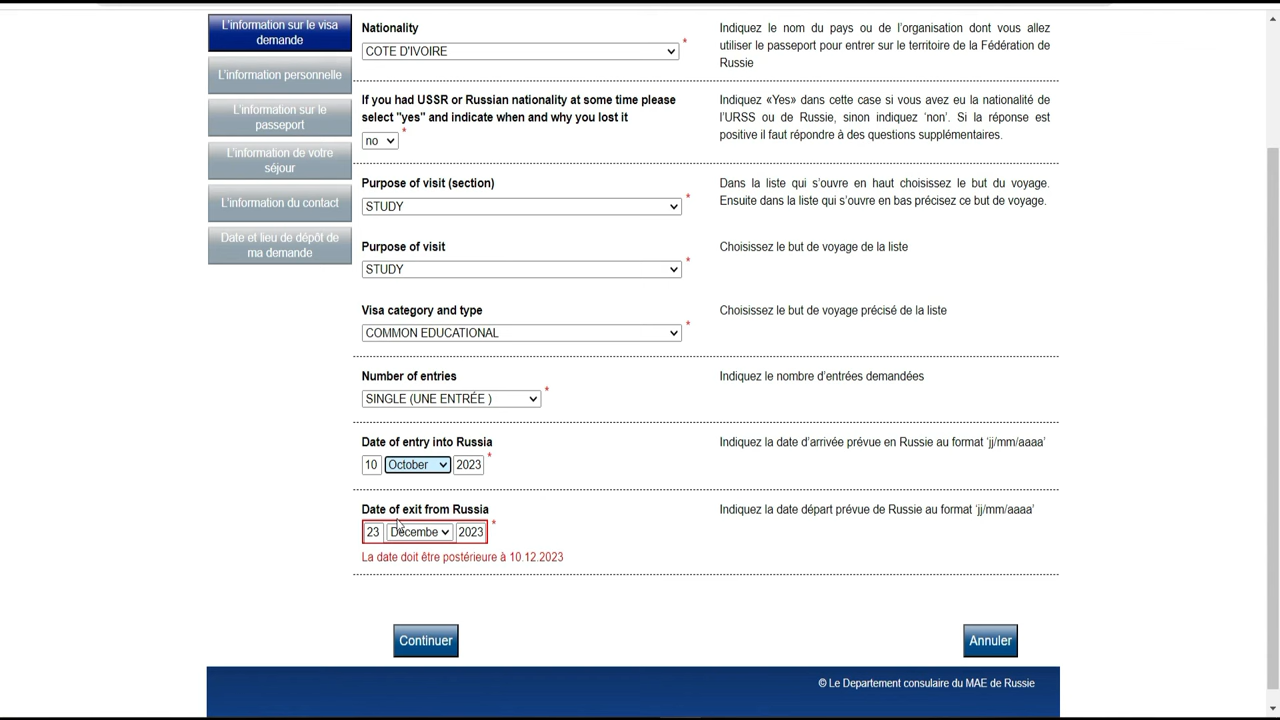 L'information sur le visa
demande
L'information personnelle
L'information sur le
passeport
L'information de votre
séjour
L'information du contact
Date et lieu de dépôt de
ma demande
Nationality
COTE D'IVOIRE
*
Indiquez le nom du pays ou de l'organisation dont vous allez
utiliser le passeport pour entrer sur le territoire de la Fédération de
Russie
If you had USSR or Russian nationality at some time please
select "yes" and indicate when and why you lost it
no
*
Indiquez «Yes» dans cette case si vous avez eu la nationalité de
l'URSS ou de Russie, sinon indiquez ‘non’. Si la réponse est
positive il faut répondre à des questions supplémentaires.
Purpose of visit (section)
STUDY
*
Dans la liste qui s'ouvre en haut choisissez le but du voyage.
Ensuite dans la liste qui s'ouvre en bas précisez ce but de voyage.
Purpose of visit
STUDY
*
Choisissez le but de voyage de la liste
Visa category and type
COMMON EDUCATIONAL
*
Choisissez le but de voyage précisé de la liste
Number of entries
SINGLE (UNE ENTRÉE )
*
Indiquez le nombre d'entrées demandées
Date of entry into Russia
10 October 2023
*
Indiquez la date d'arrivée prévue en Russie au format ‘jj/mm/aaaa’
Date of exit from Russia
23 Decembe 2023
*
La date doit être postérieure à 10.12.2023
Indiquez la date départ prévue de Russie au format ‘jj/mm/aaaa’
Continuer
Annuler
© Le Departement consulaire du MAE de Russie